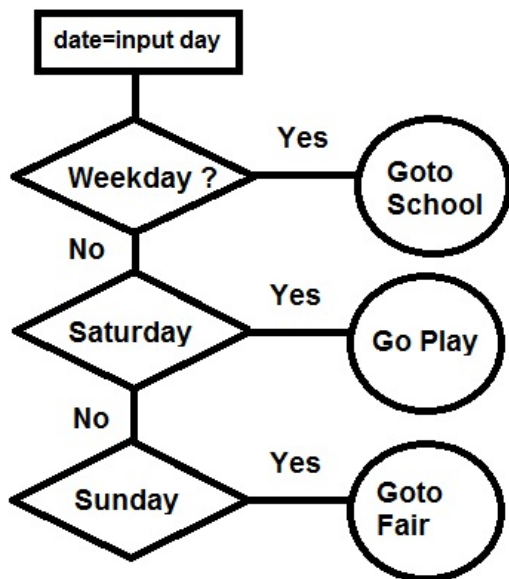 date=input day
Yes
Weekday ?
Goto
School
No
Yes
Saturday
Go Play
No
Yes
Sunday
Goto
Fair